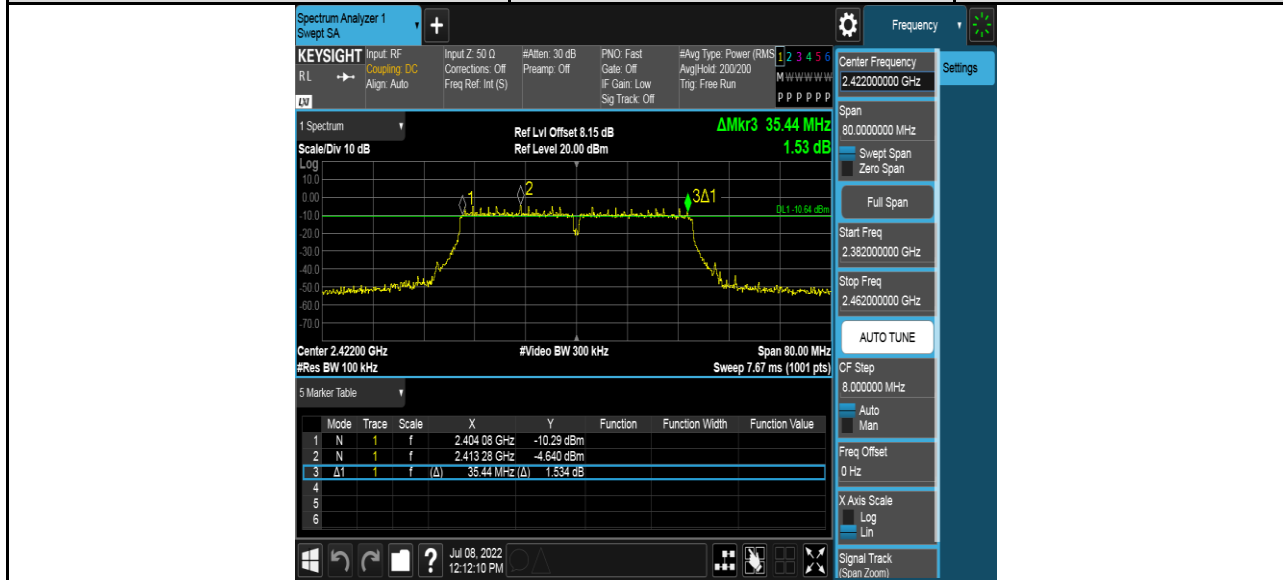 Spectrum Analyzer 1
Swept SA
+
Frequency
KEYSIGHT Input: RF Input Z: 50 Ω #Atten: 30 dB PNO: Fast #Avg Type: Power (RMS 1 2 3 4 5 6
RL Coupling: DC Corrections: Off Preamp: Off Gate: Off Avg|Hold: 200/200 M W W W W W
Align: Auto Freq Ref: Int (S) IF Gain: Low Trig: Free Run
LXI Sig Track: Off P P P P P P
1 Spectrum
Ref Lvl Offset 8.15 dB
ΔMkr3 35.44 MHz
Scale/Div 10 dB Ref Level 20.00 dBm 1.53 dB
Log
10.0
0.00
-10.0
-20.0
-30.0
-40.0
-50.0
-60.0
-70.0
1
2
3Δ1
DL1 -10.64 dBm
Center 2.42200 GHz #Video BW 300 kHz Span 80.00 MHz
#Res BW 100 kHz Sweep 7.67 ms (1001 pts)
5 Marker Table
Mode Trace Scale X Y Function Function Width Function Value
1 N 1 f 2.404 08 GHz -10.29 dBm
2 N 1 f 2.413 28 GHz -4.640 dBm
3 Δ1 1 f (Δ) 35.44 MHz (Δ) 1.534 dB
4
5
6
?
Jul 08, 2022
12:12:10 PM
Center Frequency
2.422000000 GHz
Settings
Span
80.0000000 MHz
Swept Span
Zero Span
Full Span
Start Freq
2.382000000 GHz
Stop Freq
2.462000000 GHz
AUTO TUNE
CF Step
8.000000 MHz
Auto
Man
Freq Offset
0 Hz
X Axis Scale
Log
Lin
Signal Track
(Span Zoom)